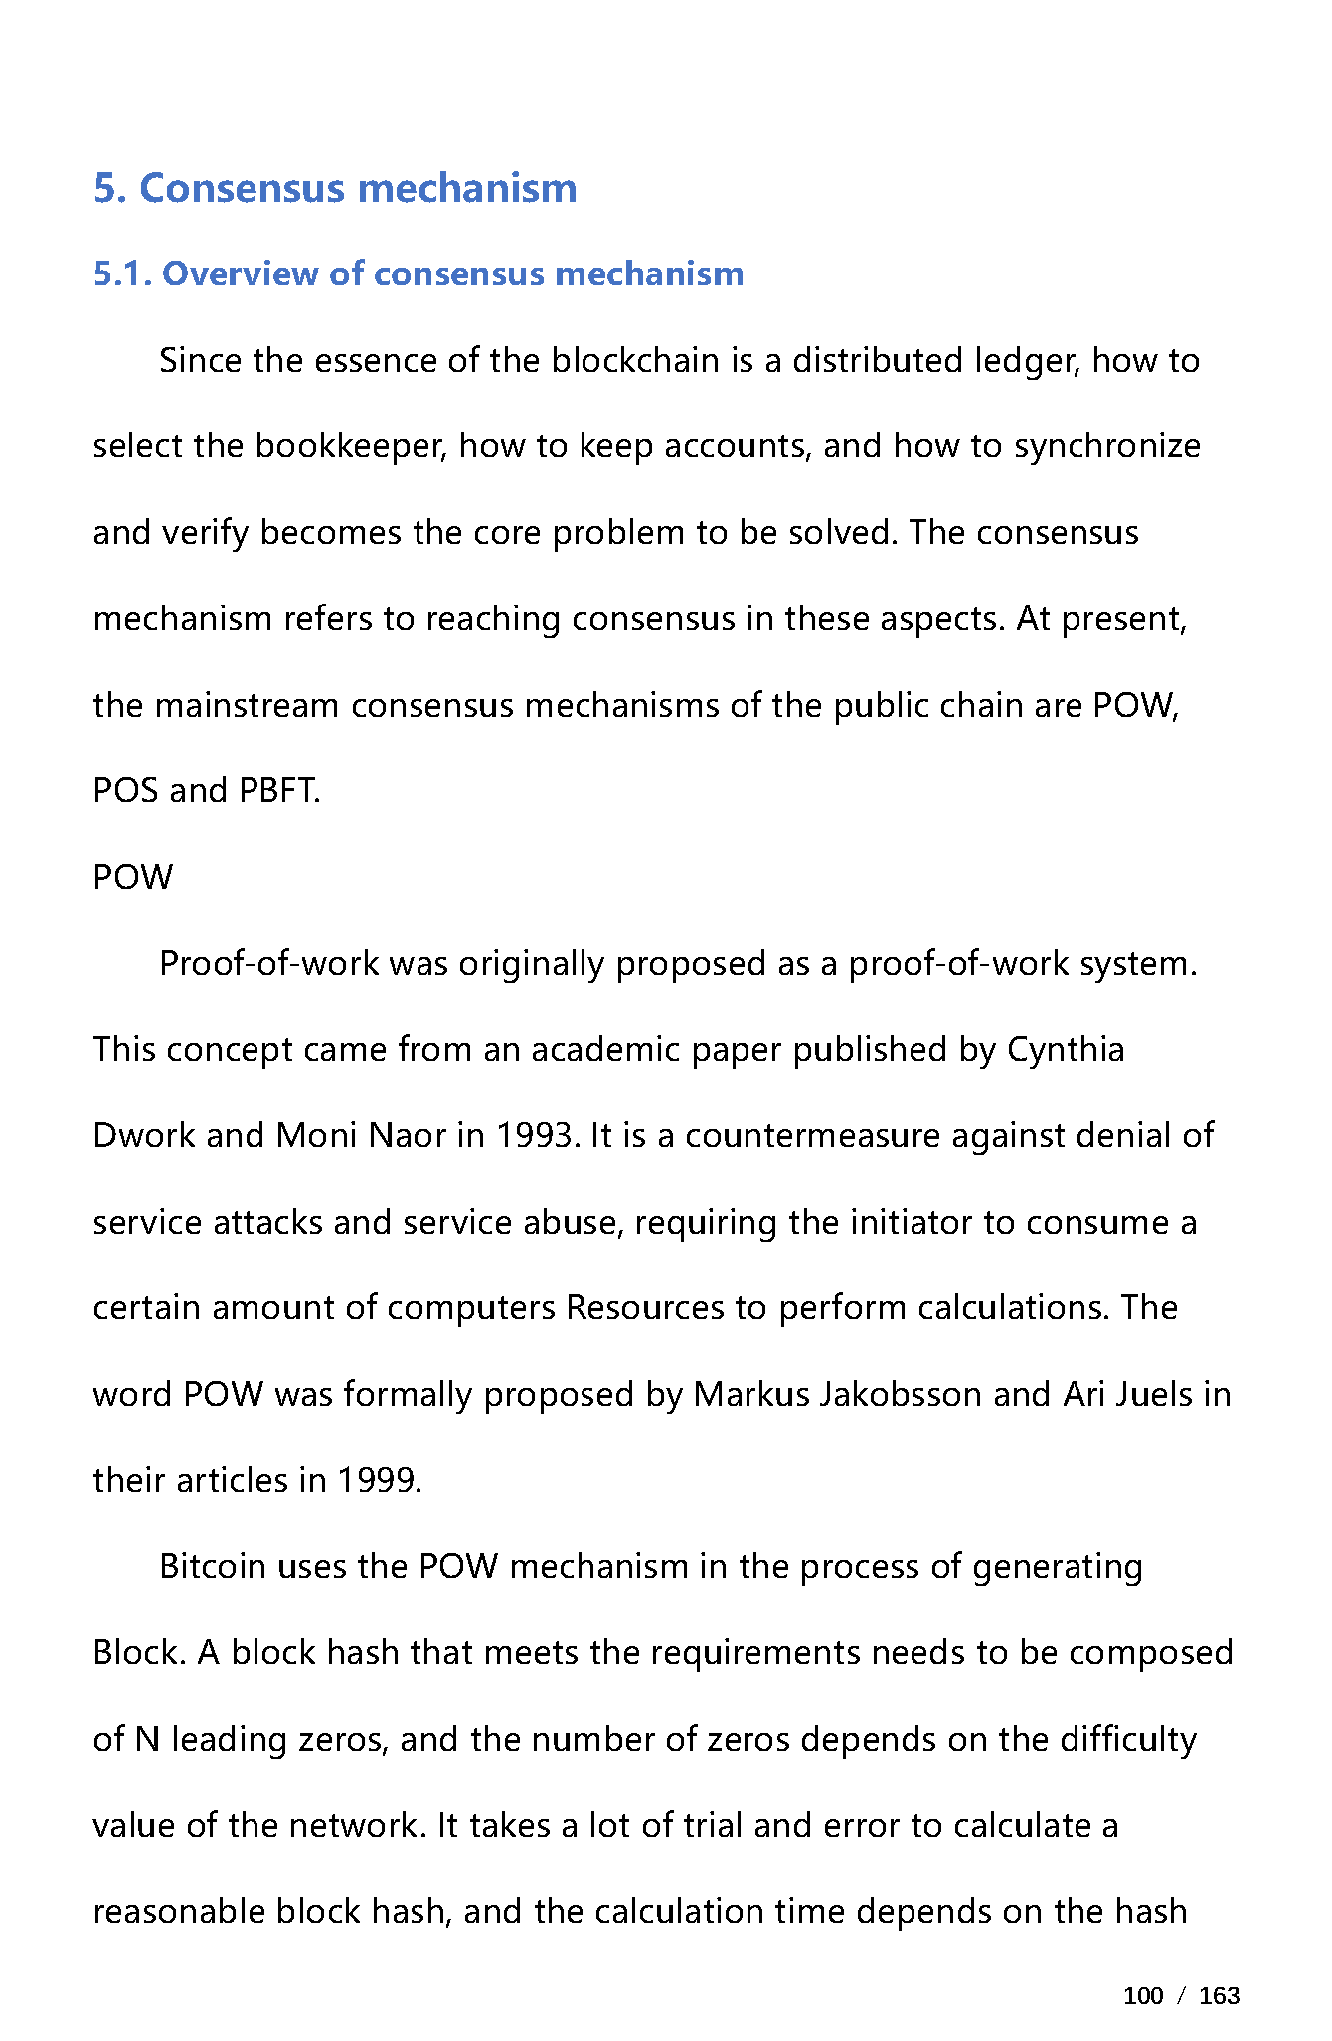 5. Consensus mechanism
5.1. Overview of consensus mechanism
Since the essence of the blockchain is a distributed ledger, how to
select the bookkeeper, how to keep accounts, and how to synchronize
and verify becomes the core problem to be solved. The consensus
mechanism refers to reaching consensus in these aspects. At present,
the mainstream consensus mechanisms of the public chain are POW,
POS and PBFT.
POW
Proof-of-work was originally proposed as a proof-of-work system.
This concept came from an academic paper published by Cynthia
Dwork and Moni Naor in 1993. It is a countermeasure against denial of
service attacks and service abuse, requiring the initiator to consume a
certain amount of computers Resources to perform calculations. The
word POW was formally proposed by Markus Jakobsson and Ari Juels in
their articles in 1999.
Bitcoin uses the POW mechanism in the process of generating
Block. A block hash that meets the requirements needs to be composed
of N leading zeros, and the number of zeros depends on the difficulty
value of the network. It takes a lot of trial and error to calculate a
reasonable block hash, and the calculation time depends on the hash
100 / 163